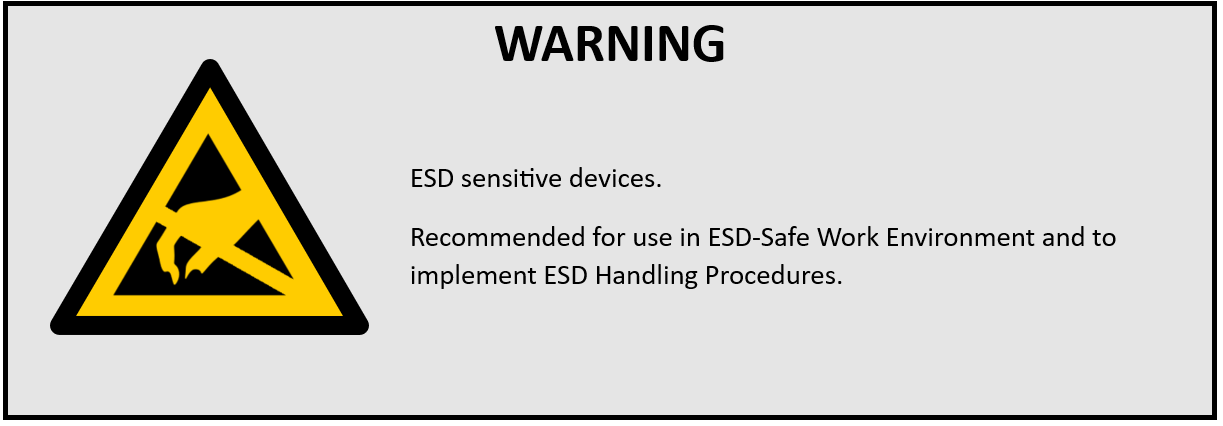 WARNING
ESD sensitive devices.
Recommended for use in ESD-Safe Work Environment and to
implement ESD Handling Procedures.